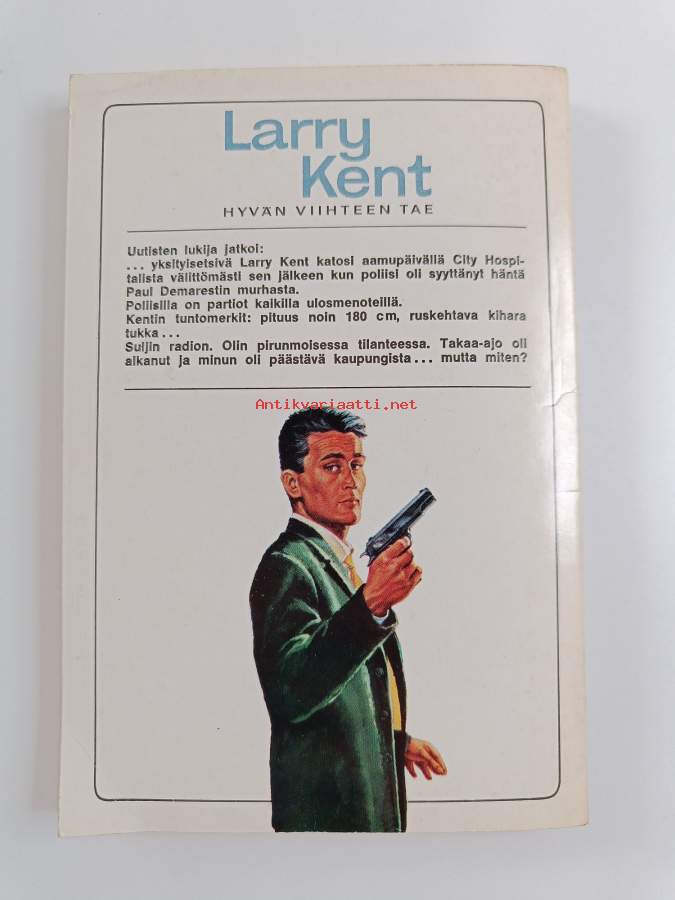 Larry
Kent
HYVÄN VIIHTEEN TAE
Uutisten lukija jatkoi:
... yksityisetsivä Larry Kent katosi aamupäivällä City Hospi-
talista välittömästi sen jälkeen kun poliisi oli syyttänyt häntä
Paul Demarestin murhasta.
Poliisilla on partiot kaikilla ulosmenoteillä.
Kentin tuntomerkit: pituus noin 180 cm, ruskehtava kihara
tukka...
Suljin radion. Olin pirunmoisessa tilanteessa. Takaa-ajo oli
alkanut ja minun oli päästävä kaupungista... mutta miten?
Antikvariaatti.net